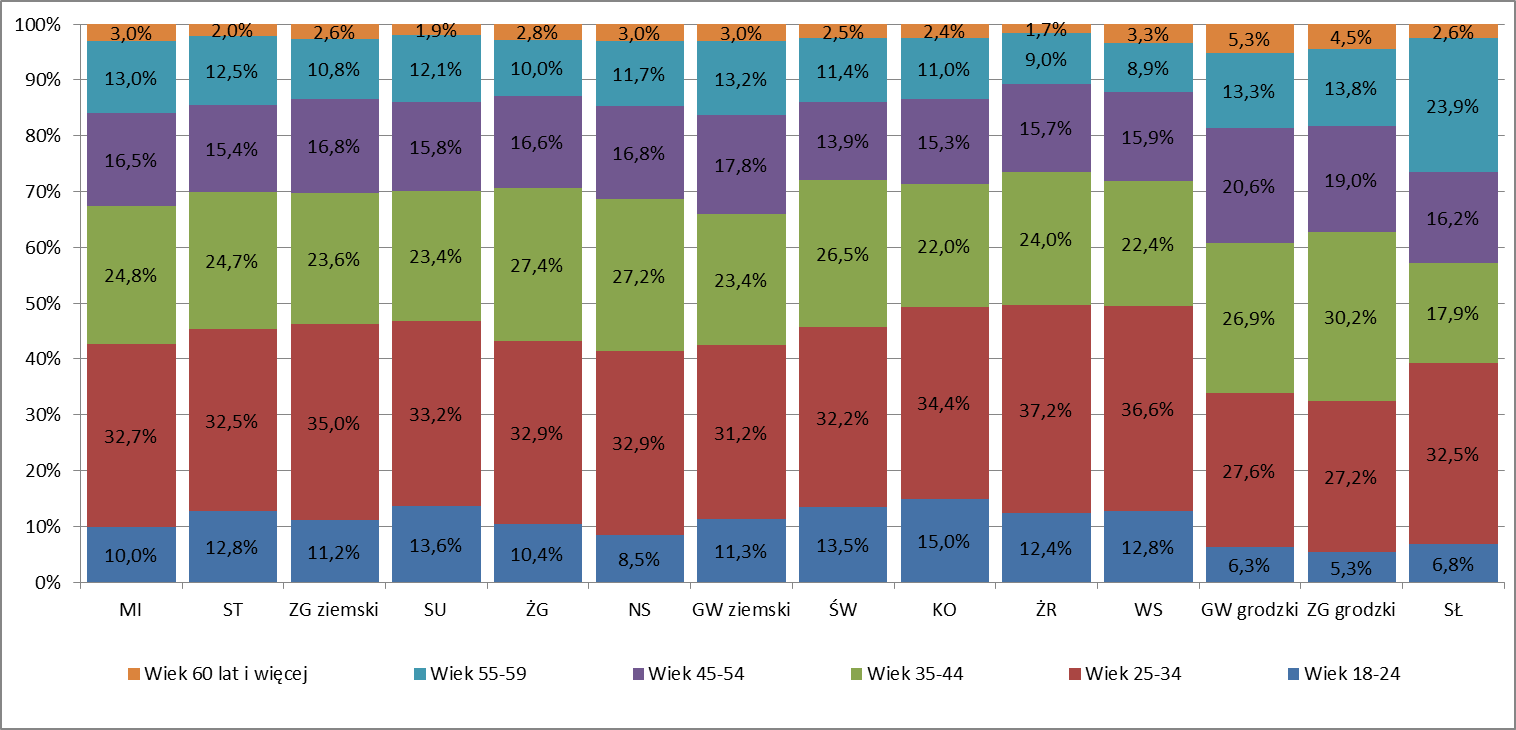 100%
90%
80%
70%
60%
50%
40%
30%
20%
10%
0%
3,0% 2,0% 2,6% 1,9% 2,8% 3,0% 3,0% 2,5% 2,4% 1,7% 3,3% 5,3% 4,5% 2,6%
13,0% 12,5% 10,8% 12,1% 10,0% 11,7% 13,2% 11,4% 11,0% 9,0% 8,9% 13,3% 13,8% 23,9%
16,5% 15,4% 16,8% 15,8% 16,6% 16,8% 17,8% 13,9% 15,3% 15,7% 15,9% 20,6% 19,0% 16,2%
24,8% 24,7% 23,6% 23,4% 27,4% 27,2% 23,4% 26,5% 22,0% 24,0% 22,4% 26,9% 30,2% 17,9%
32,7% 32,5% 35,0% 33,2% 32,9% 32,9% 31,2% 32,2% 34,4% 37,2% 36,6% 27,6% 27,2% 32,5%
10,0% 12,8% 11,2% 13,6% 10,4% 8,5% 11,3% 13,5% 15,0% 12,4% 12,8% 6,3% 5,3% 6,8%
MI ST ZG ziemski SU ŻG NS GW ziemski ŚW KO ŻR WS GW grodzki ZG grodzki SŁ
Wiek 60 lat i więcej Wiek 55-59 Wiek 45-54 Wiek 35-44 Wiek 25-34 Wiek 18-24